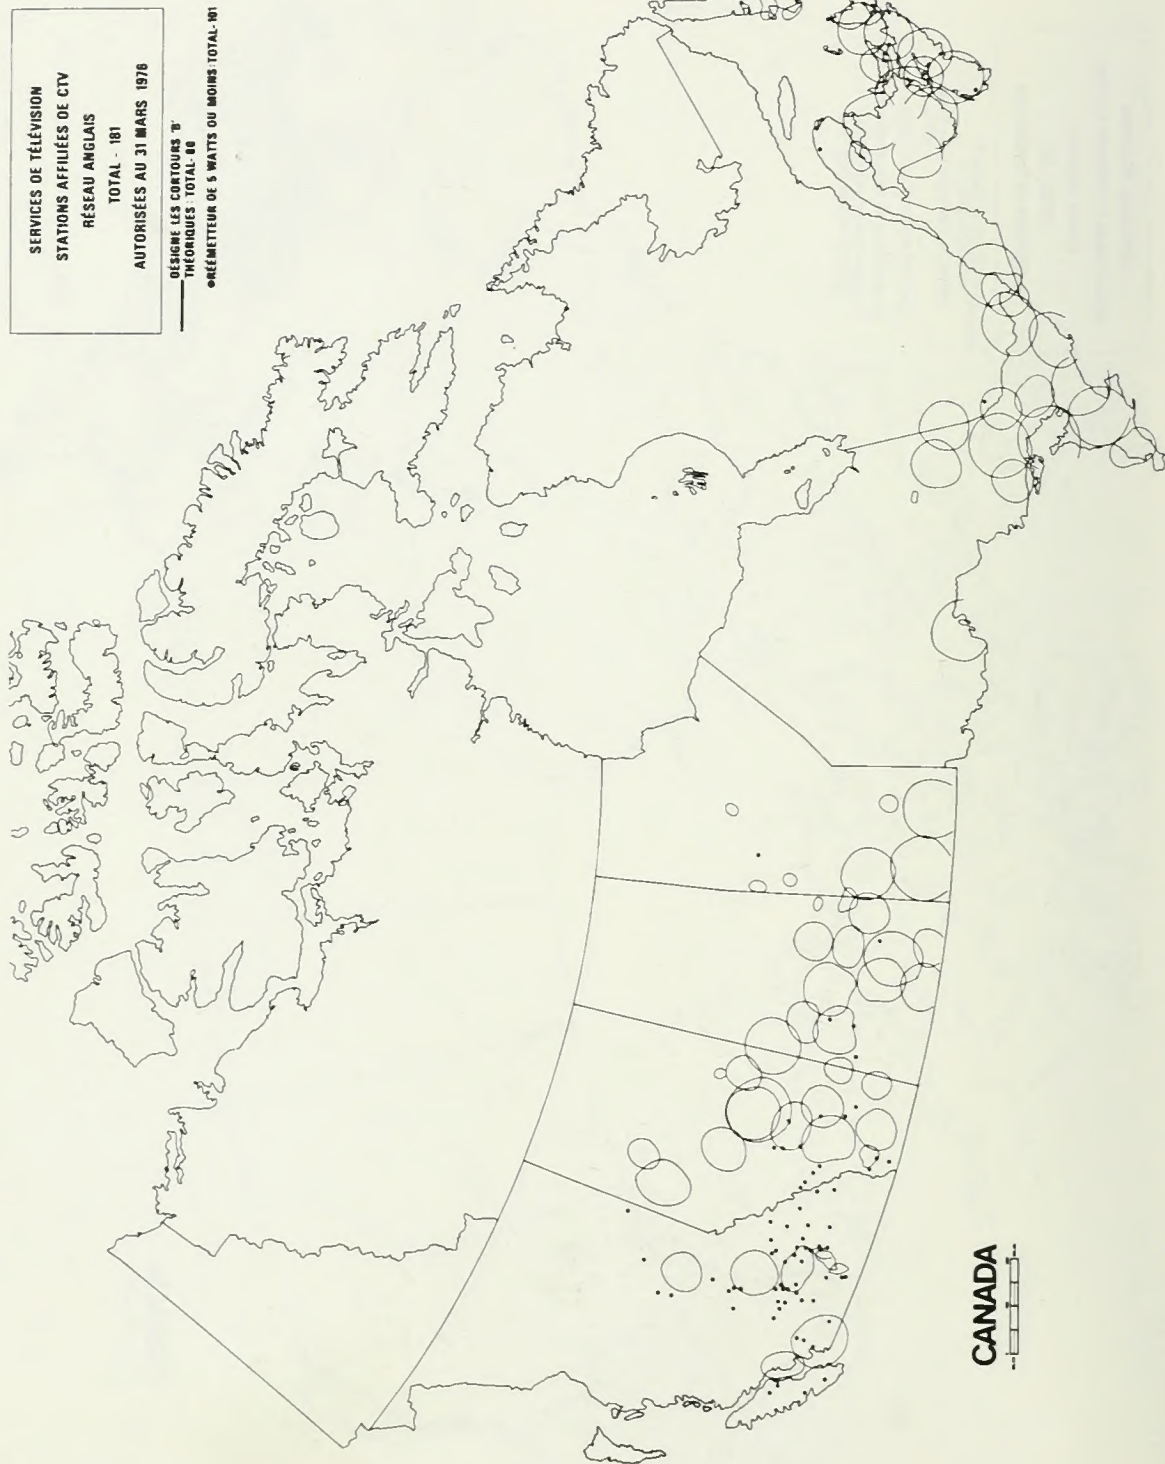 SERVICES DE TÉLÉVISION
STATIONS AFFILIÉES DE CTV
RÉSEAU ANGLAIS
TOTAL - 181
AUTORISÉES AU 31 MARS 1976
DÉSIGNE LES CONTOURS 'B'
THÉORIQUES : TOTAL- 80
RÉÉMETTEUR DE 5 WATTS OU MOINS:TOTAL-101
CANADA